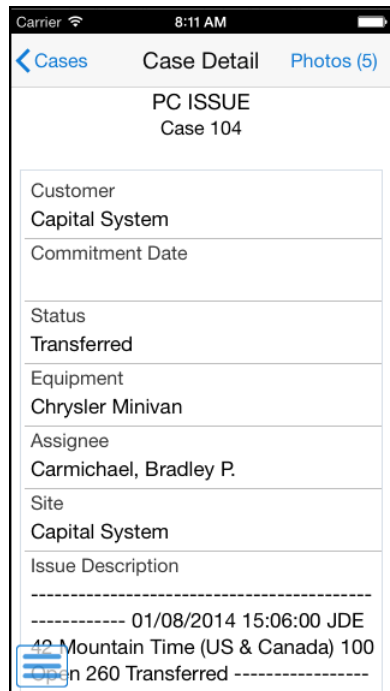 Carrier 8:11 AM
Cases Case Detail Photos (5)
PC ISSUE
Case 104
Customer
Capital System
Commitment Date
Status
Transferred
Equipment
Chrysler Minivan
Assignee
Carmichael, Bradley P.
Site
Capital System
Issue Description
-------------------------------------------
------------ 01/08/2014 15:06:00 JDE
42 Mountain Time (US & Canada) 100
Open 260 Transferred -----------------